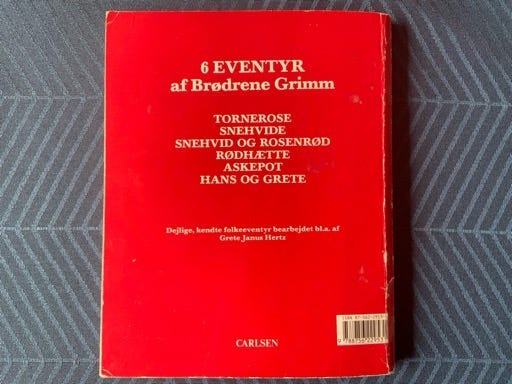 6 EVENTYR
af Brødrene Grimm
TORNEROSE
SNEHVIDE
SNEHVID OG ROSENRØD
RØDHÆTTE
ASKEPOT
HANS OG GRETE
Dejlige, kendte folkeeventyr bearbejdet bl.a. af
Grete Janus Hertz
CARLSEN
ISBN